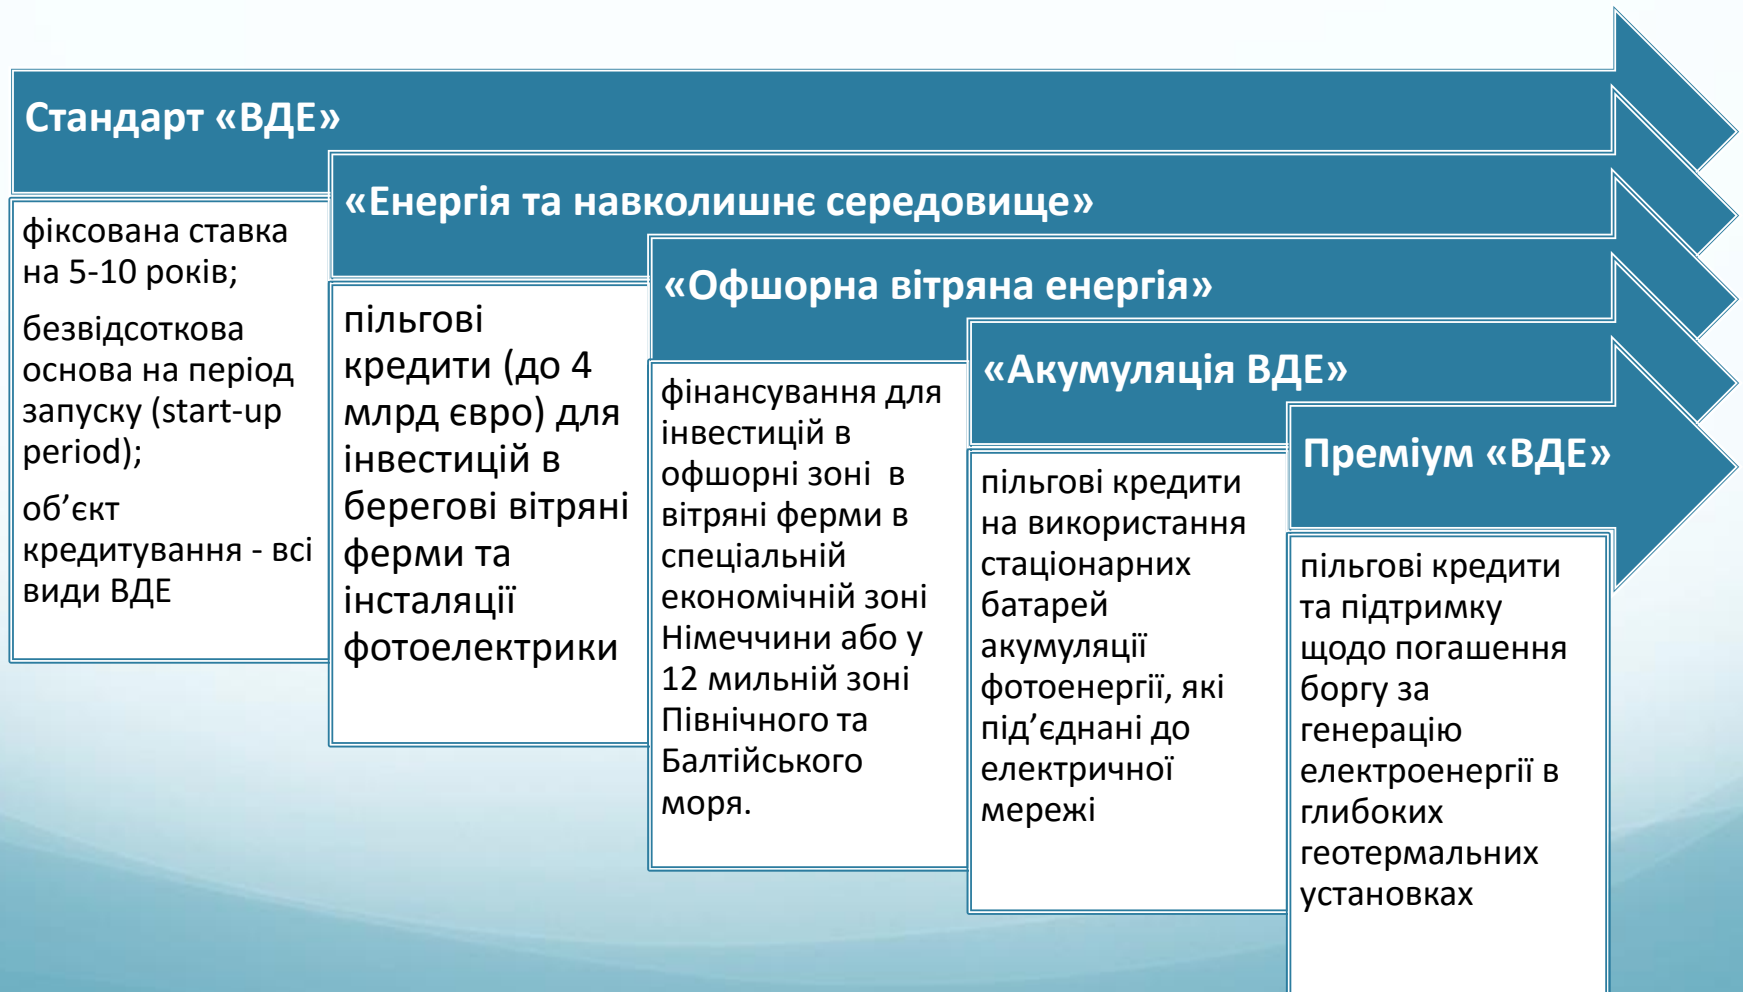 Стандарт «ВДЕ»
фіксована ставка
на 5-10 років;
безвідсоткова
основа на період
запуску (start-up
period);
об’єкт
кредитування - всі
види ВДЕ
«Енергія та навколишнє середовище»
пільгові
кредити (до 4
млрд євро) для
інвестицій в
берегові вітряні
ферми та
інсталяції
фотоелектрики
«Офшорна вітряна енергія»
фінансування для
інвестицій в
офшорні зоні в
вітряні ферми в
спеціальній
економічній зоні
Німеччини або у
12 мильній зоні
Північного та
Балтійського
моря.
«Акумуляція ВДЕ»
пільгові кредити
на використання
стаціонарних
батарей
акумуляції
фотоенергії, які
під’єднані до
електричної
мережі
Преміум «ВДЕ»
пільгові кредити
та підтримку
щодо погашення
боргу за
генерацію
електроенергії в
глибоких
геотермальних
установках